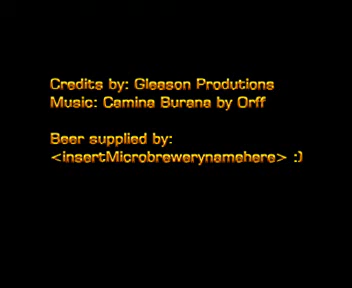 Credits by: Gleason Produtions
Music: Camina Burana by Orff
Beer supplied by:
<insertMicrobrewerynamehere> :)